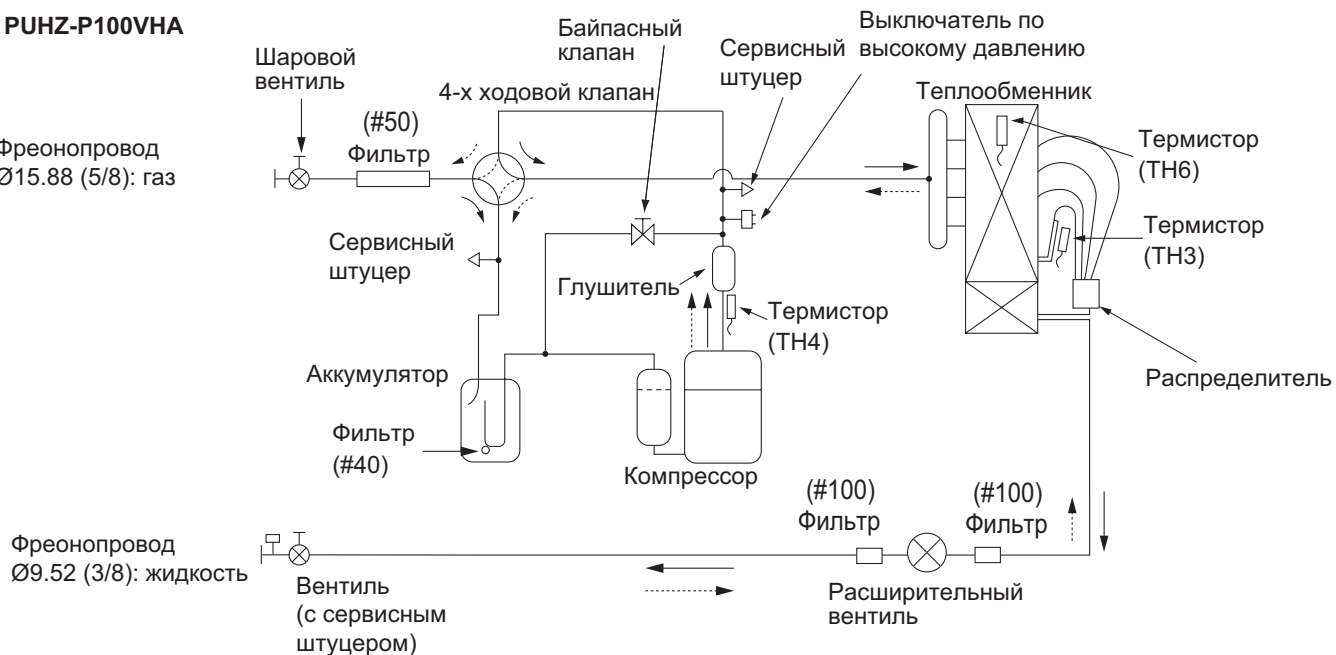 PUHZ-P100VHA
Шаровой
вентиль
Байпасный
клапан
4-х ходовой клапан
Сервисный
штуцер
Выключатель по
высокому давлению
Теплообменник
Фреонопровод
Ø15.88 (5/8): газ
(#50)
Фильтр
Термистор
(TH6)
Термистор
(TH3)
Сервисный
штуцер
Глушитель
Термистор
(TH4)
Распределитель
Аккумулятор
Фильтр
(#40)
Компрессор
(#100)
Фильтр
(#100)
Фильтр
Фреонопровод
Ø9.52 (3/8): жидкость
Вентиль
(с сервисным
штуцером)
Расширительный
вентиль